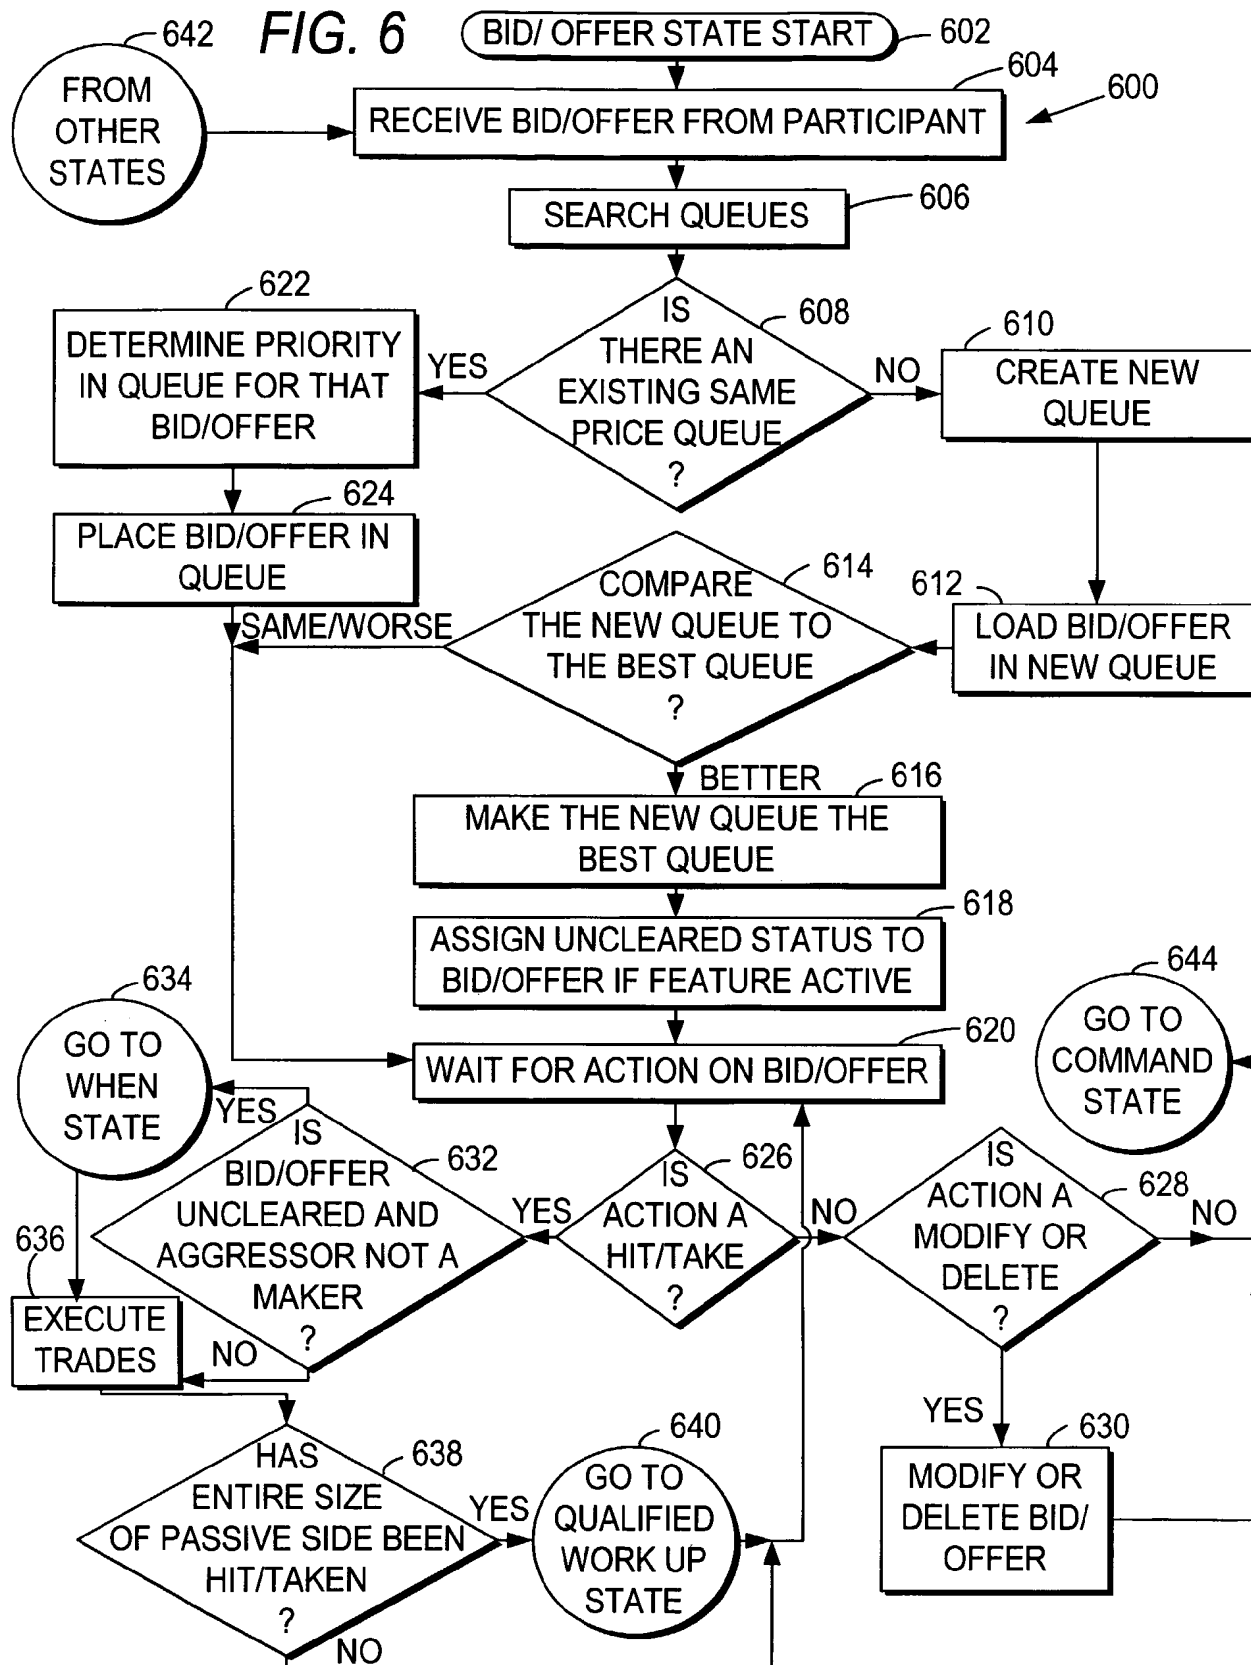 FIG. 6
642
FROM
OTHER
STATES
BID/ OFFER STATE START
602
604
RECEIVE BID/OFFER FROM PARTICIPANT
600
SEARCH QUEUES
606
622
DETERMINE PRIORITY
IN QUEUE FOR THAT
BID/OFFER
YES
IS
THERE AN
EXISTING SAME
PRICE QUEUE
?
608
NO
610
CREATE NEW
QUEUE
624
PLACE BID/OFFER IN
QUEUE
SAME/WORSE
COMPARE
THE NEW QUEUE TO
THE BEST QUEUE
?
614
612
LOAD BID/OFFER
IN NEW QUEUE
BETTER
616
MAKE THE NEW QUEUE THE
BEST QUEUE
618
ASSIGN UNCLEARED STATUS TO
BID/OFFER IF FEATURE ACTIVE
634
GO TO
WHEN
STATE
620
WAIT FOR ACTION ON BID/OFFER
644
GO TO
COMMAND
STATE
YES
IS
BID/OFFER
UNCLEARED AND
AGGRESSOR NOT A
MAKER
?
632
YES
IS
ACTION A
HIT/TAKE
?
626
NO
IS
ACTION A
MODIFY OR
DELETE
?
628
NO
636
EXECUTE
TRADES
NO
YES
630
MODIFY OR
DELETE BID/
OFFER
HAS
ENTIRE SIZE
OF PASSIVE SIDE BEEN
HIT/TAKEN
?
638
YES
640
GO TO
QUALIFIED
WORK UP
STATE
NO